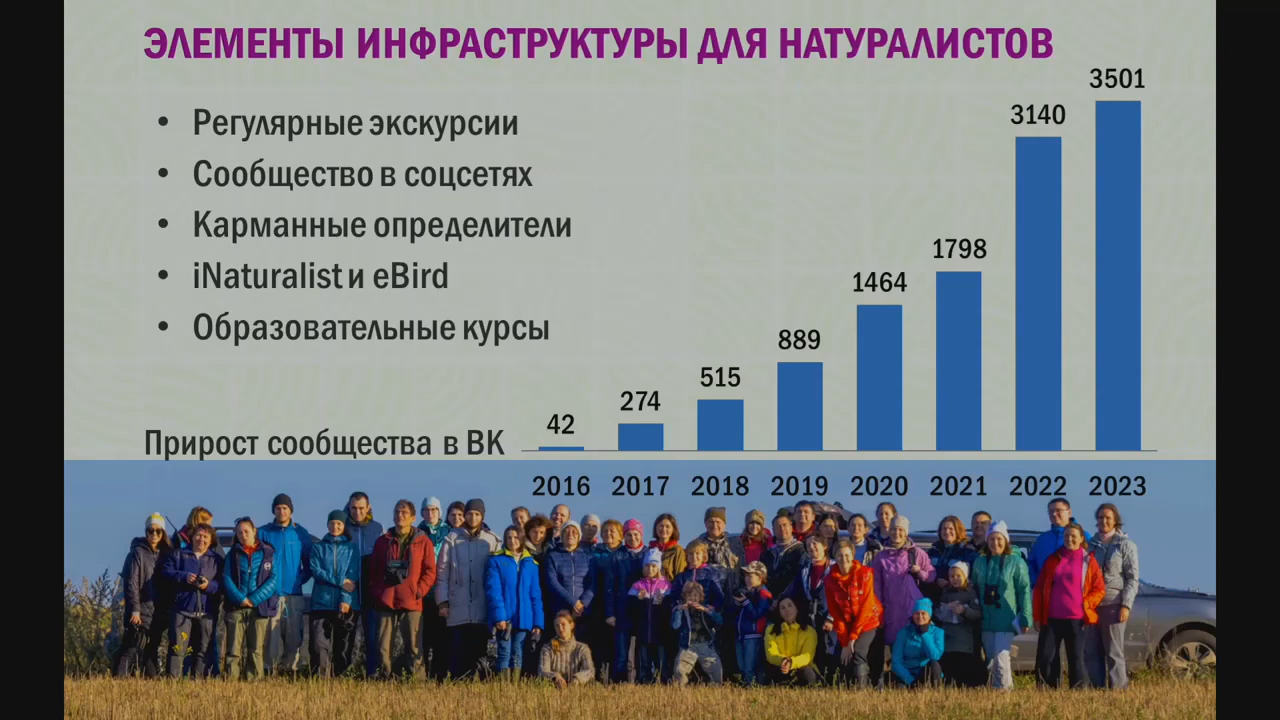 ЭЛЕМЕНТЫ ИНФРАСТРУКТУРЫ ДЛЯ НАТУРАЛИСТОВ
• Регулярные экскурсии
• Сообщество в соцсетях
• Карманные определители
• iNaturalist и eBird
• Образовательные курсы
Прирост сообщества в ВК
42
274
515
889
1464
1798
3140
3501
2016 2017 2018 2019 2020 2021 2022 2023